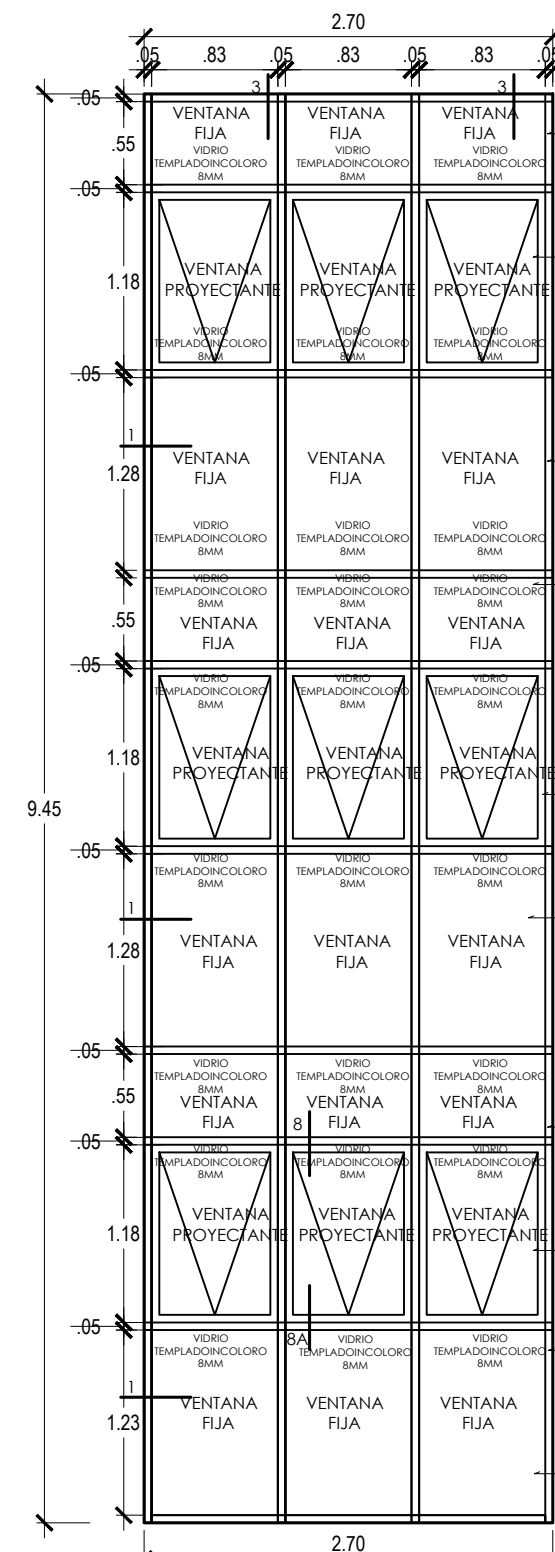 2.70
.05 .83 .05 .83 .05 .83 .05
3 3
.05
VENTANA VENTANA VENTANA
FIJA FIJA FIJA
.55
VIDRIO VIDRIO VIDRIO
TEMPLADOINCOLORO TEMPLADOINCOLORO TEMPLADOINCOLORO
8MM 8MM 8MM
.05
VENTANA VENTANA VENTANA
1.18
PROYECTANTE PROYECTANTE PROYECTANTE
VIDRIO VIDRIO VIDRIO
TEMPLADOINCOLORO TEMPLADOINCOLORO TEMPLADOINCOLORO
8MM 8MM 8MM
.05
1
VENTANA VENTANA VENTANA
1.28
FIJA FIJA FIJA
VIDRIO VIDRIO VIDRIO
TEMPLADOINCOLORO TEMPLADOINCOLORO TEMPLADOINCOLORO
8MM 8MM 8MM
.05
VIDRIO VIDRIO VIDRIO
TEMPLADOINCOLORO TEMPLADOINCOLORO TEMPLADOINCOLORO
8MM 8MM 8MM
.55
VENTANA VENTANA VENTANA
FIJA FIJA FIJA
.05
VIDRIO VIDRIO VIDRIO
TEMPLADOINCOLORO TEMPLADOINCOLORO TEMPLADOINCOLORO
8MM 8MM 8MM
1.18
VENTANA VENTANA VENTANA
PROYECTANTE PROYECTANTE PROYECTANTE
9.45
.05
VIDRIO VIDRIO VIDRIO
TEMPLADOINCOLORO TEMPLADOINCOLORO TEMPLADOINCOLORO
8MM 8MM 8MM
1
1.28
VENTANA VENTANA VENTANA
FIJA FIJA FIJA
.05
VIDRIO VIDRIO VIDRIO
TEMPLADOINCOLORO TEMPLADOINCOLORO TEMPLADOINCOLORO
8MM 8MM 8MM
.55
VENTANA VENTANA VENTANA
FIJA FIJA FIJA
8
.05
VIDRIO VIDRIO VIDRIO
TEMPLADOINCOLORO TEMPLADOINCOLORO TEMPLADOINCOLORO
8MM 8MM 8MM
VENTANA VENTANA VENTANA
1.18
PROYECTANTE PROYECTANTE PROYECTANTE
.05
8A
VIDRIO VIDRIO VIDRIO
TEMPLADOINCOLORO TEMPLADOINCOLORO TEMPLADOINCOLORO
8MM 8MM 8MM
1
VENTANA VENTANA VENTANA
1.23
FIJA FIJA FIJA
2.70